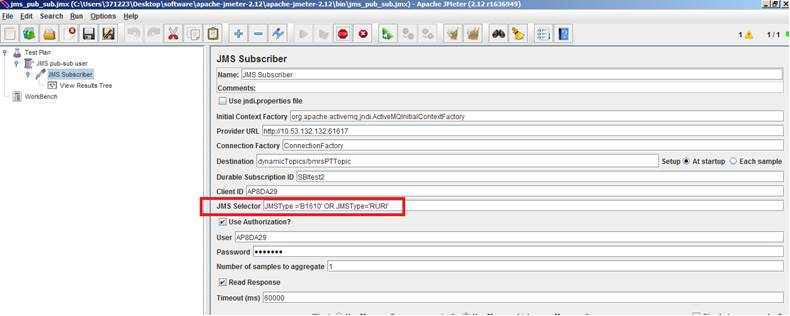 jms_pub_sub.jmx (C:\Users\371223\Desktop\software\apache-jmeter-2.12\apache-jmeter-2.12\bin\jms_pub_sub.jmx) - Apache JMeter (2.12 r1636949)
File Edit Search Run Options Help
1 1 / 1
Test Plan
JMS pub-sub user
JMS Subscriber
View Results Tree
WorkBench
JMS Subscriber
Name: JMS Subscriber
Comments:
Use jndi.properties file
Initial Context Factory org.apache.activemq.jndi.ActiveMQInitialContextFactory
Provider URL http://10.53.132.132:61617
Connection Factory ConnectionFactory
Destination dynamicTopics/bmrsPTTopic Setup At startup Each sample
Durable Subscription ID SBItest2
Client ID AP8DA29
JMS Selector JMSType ='B1610' OR JMSType='RURI'
Use Authorization?
User AP8DA29
Password •••••••
Number of samples to aggregate 1
Read Response
Timeout (ms) 60000